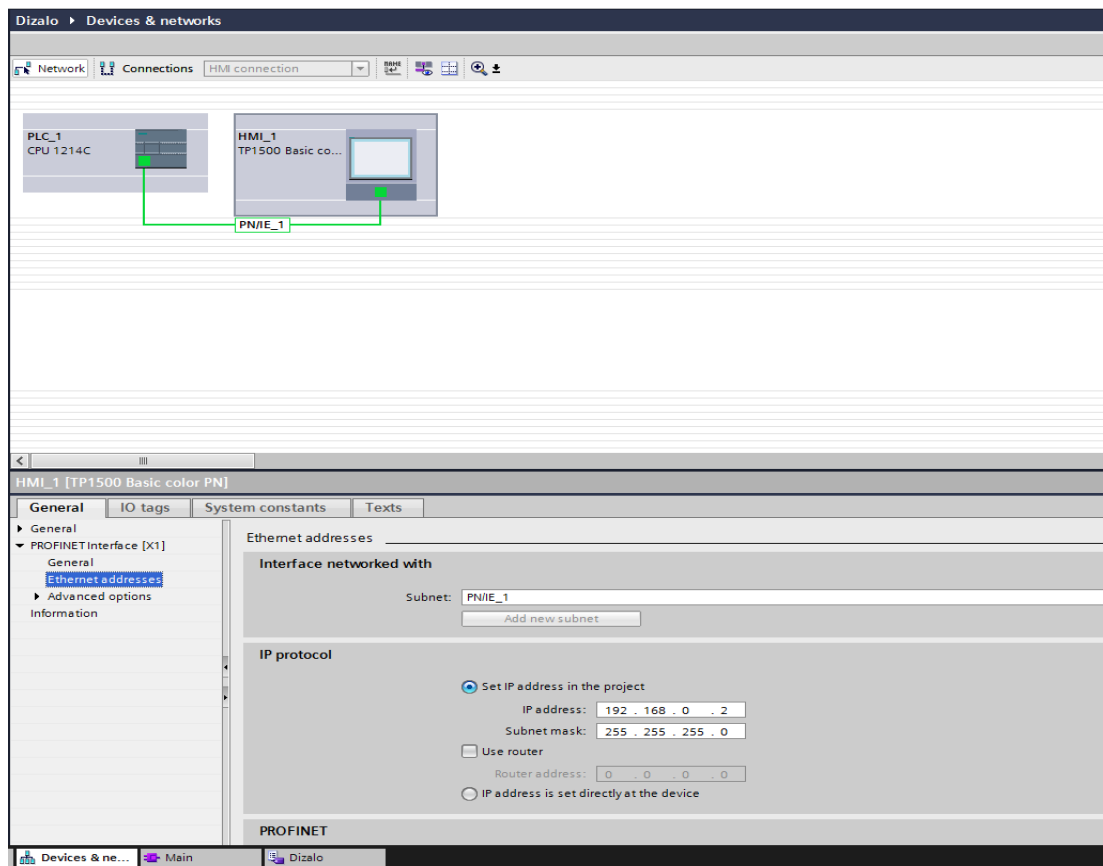 Dizalo ▸ Devices & networks
Network Connections HMI connection
PLC_1
CPU 1214C
HMI_1
TP1500 Basic co...
PN/IE_1
HMI_1 [TP1500 Basic color PN]
General IO tags System constants Texts
General
PROFINET Interface [X1]
General
Ethernet addresses
Advanced options
Information
Ethernet addresses
Interface networked with
Subnet: PN/IE_1
Add new subnet
IP protocol
Set IP address in the project
IP address: 192 . 168 . 0 . 2
Subnet mask: 255 . 255 . 255 . 0
Use router
Router address: 0 . 0 . 0 . 0
IP address is set directly at the device
PROFINET
Devices & ne... Main Dizalo